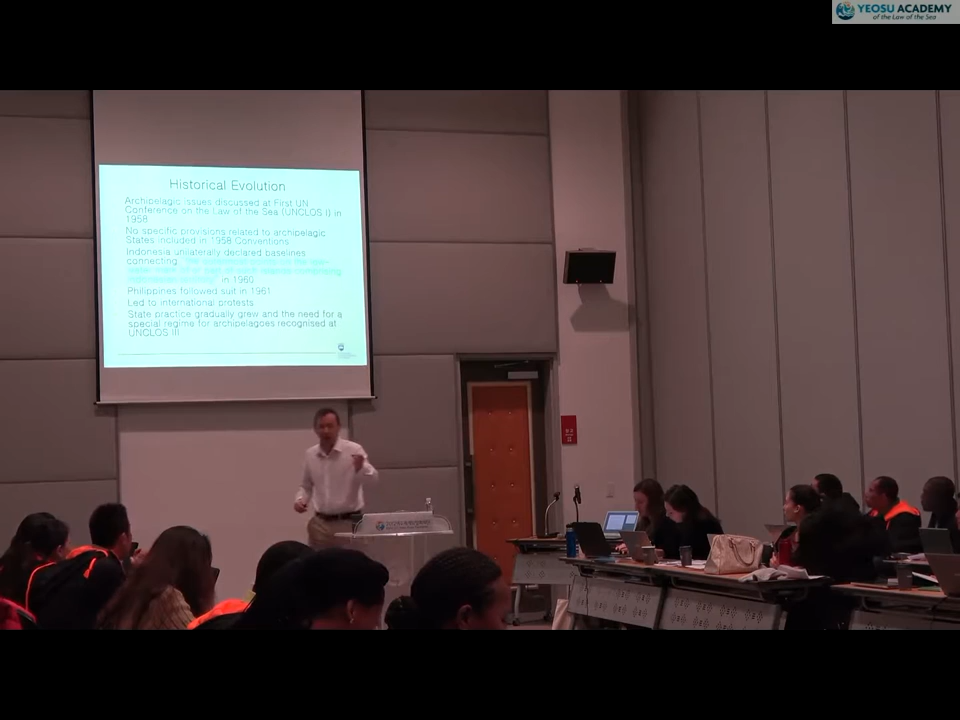 YEOSU ACADEMY
of the Law of the Sea
Historical Evolution
Archipelagic issues discussed at First UN
Conference on the Law of the Sea (UNCLOS I) in
1958
No specific provisions related to archipelagic
States included in 1958 Conventions
Indonesia unilaterally declared baselines
connecting
in 1960
Philippines followed suit in 1961
Led to international protests
State practice gradually grew and the need for a
special regime for archipelagoes recognised at
UNCLOS III